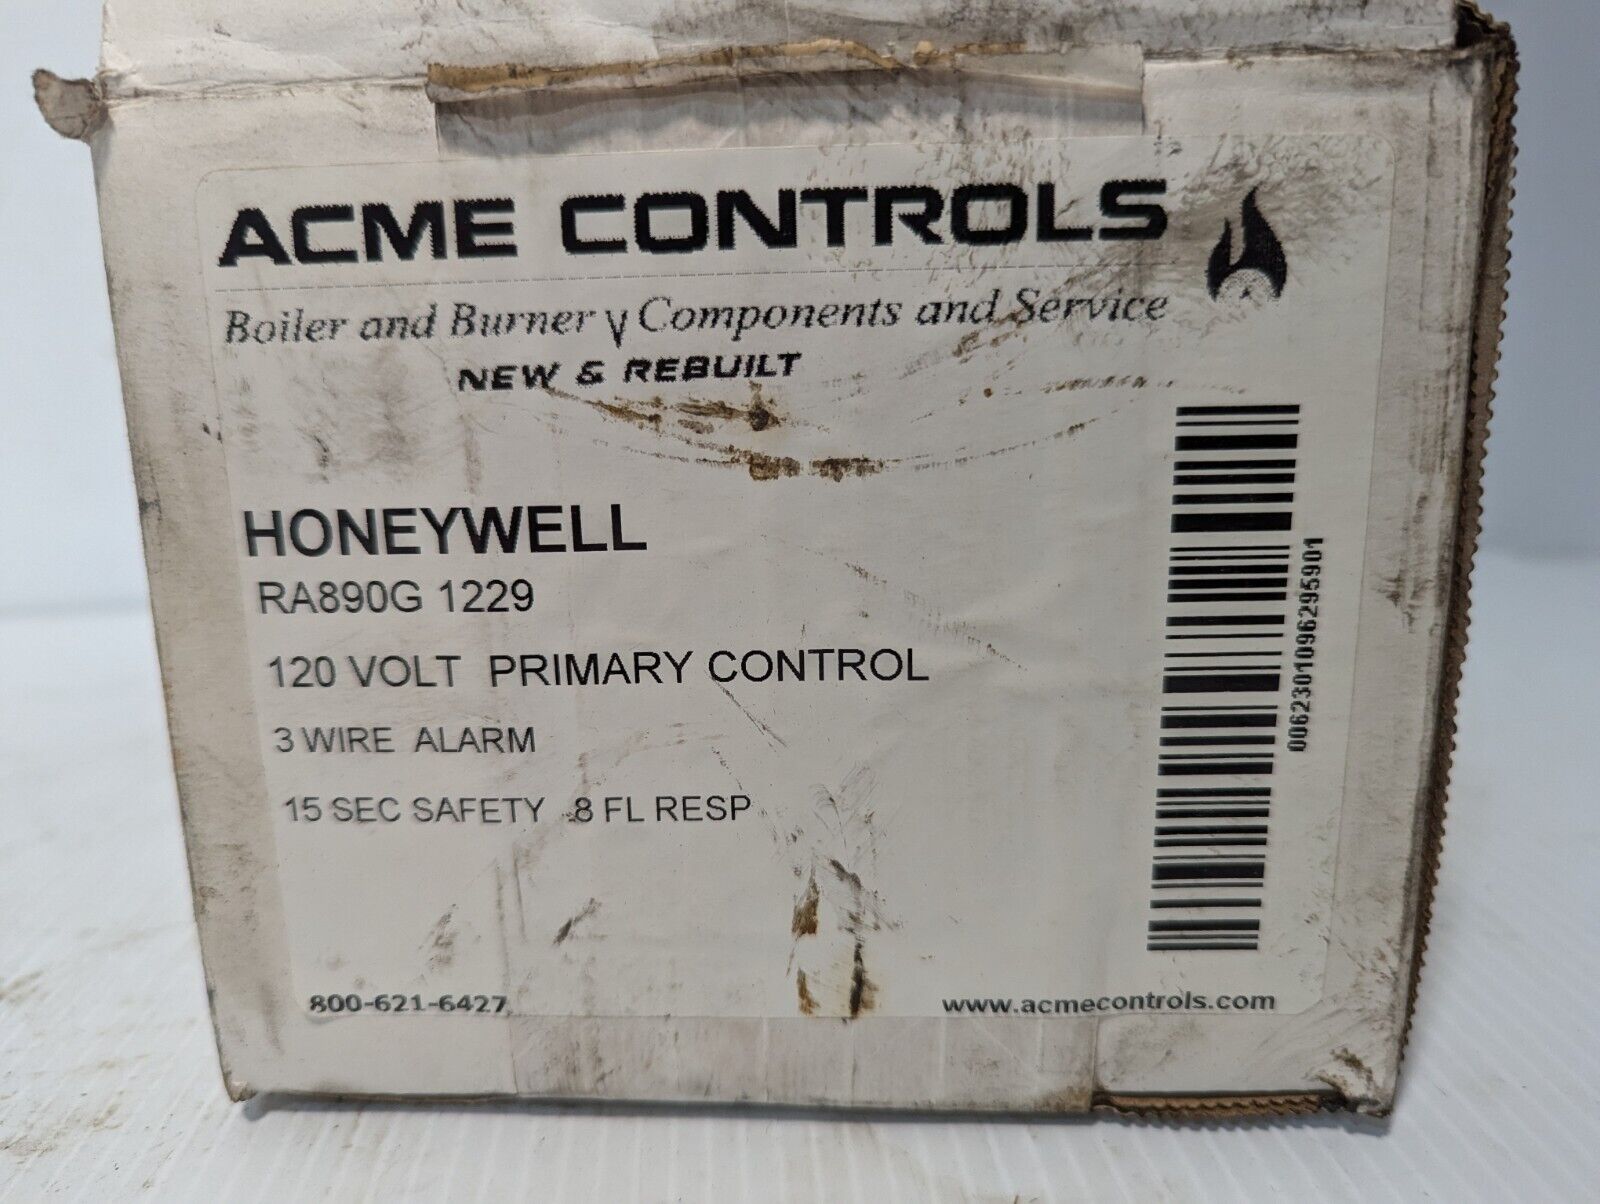 ACME CONTROLS
Boiler and Burner Components and Service
NEW & REBUILT
HONEYWELL
RA890G 1229
120 VOLT PRIMARY CONTROL
3 WIRE ALARM
15 SEC SAFETY .8 FL RESP
800-621-6427
www.acmecontrols.com
0062301096295901